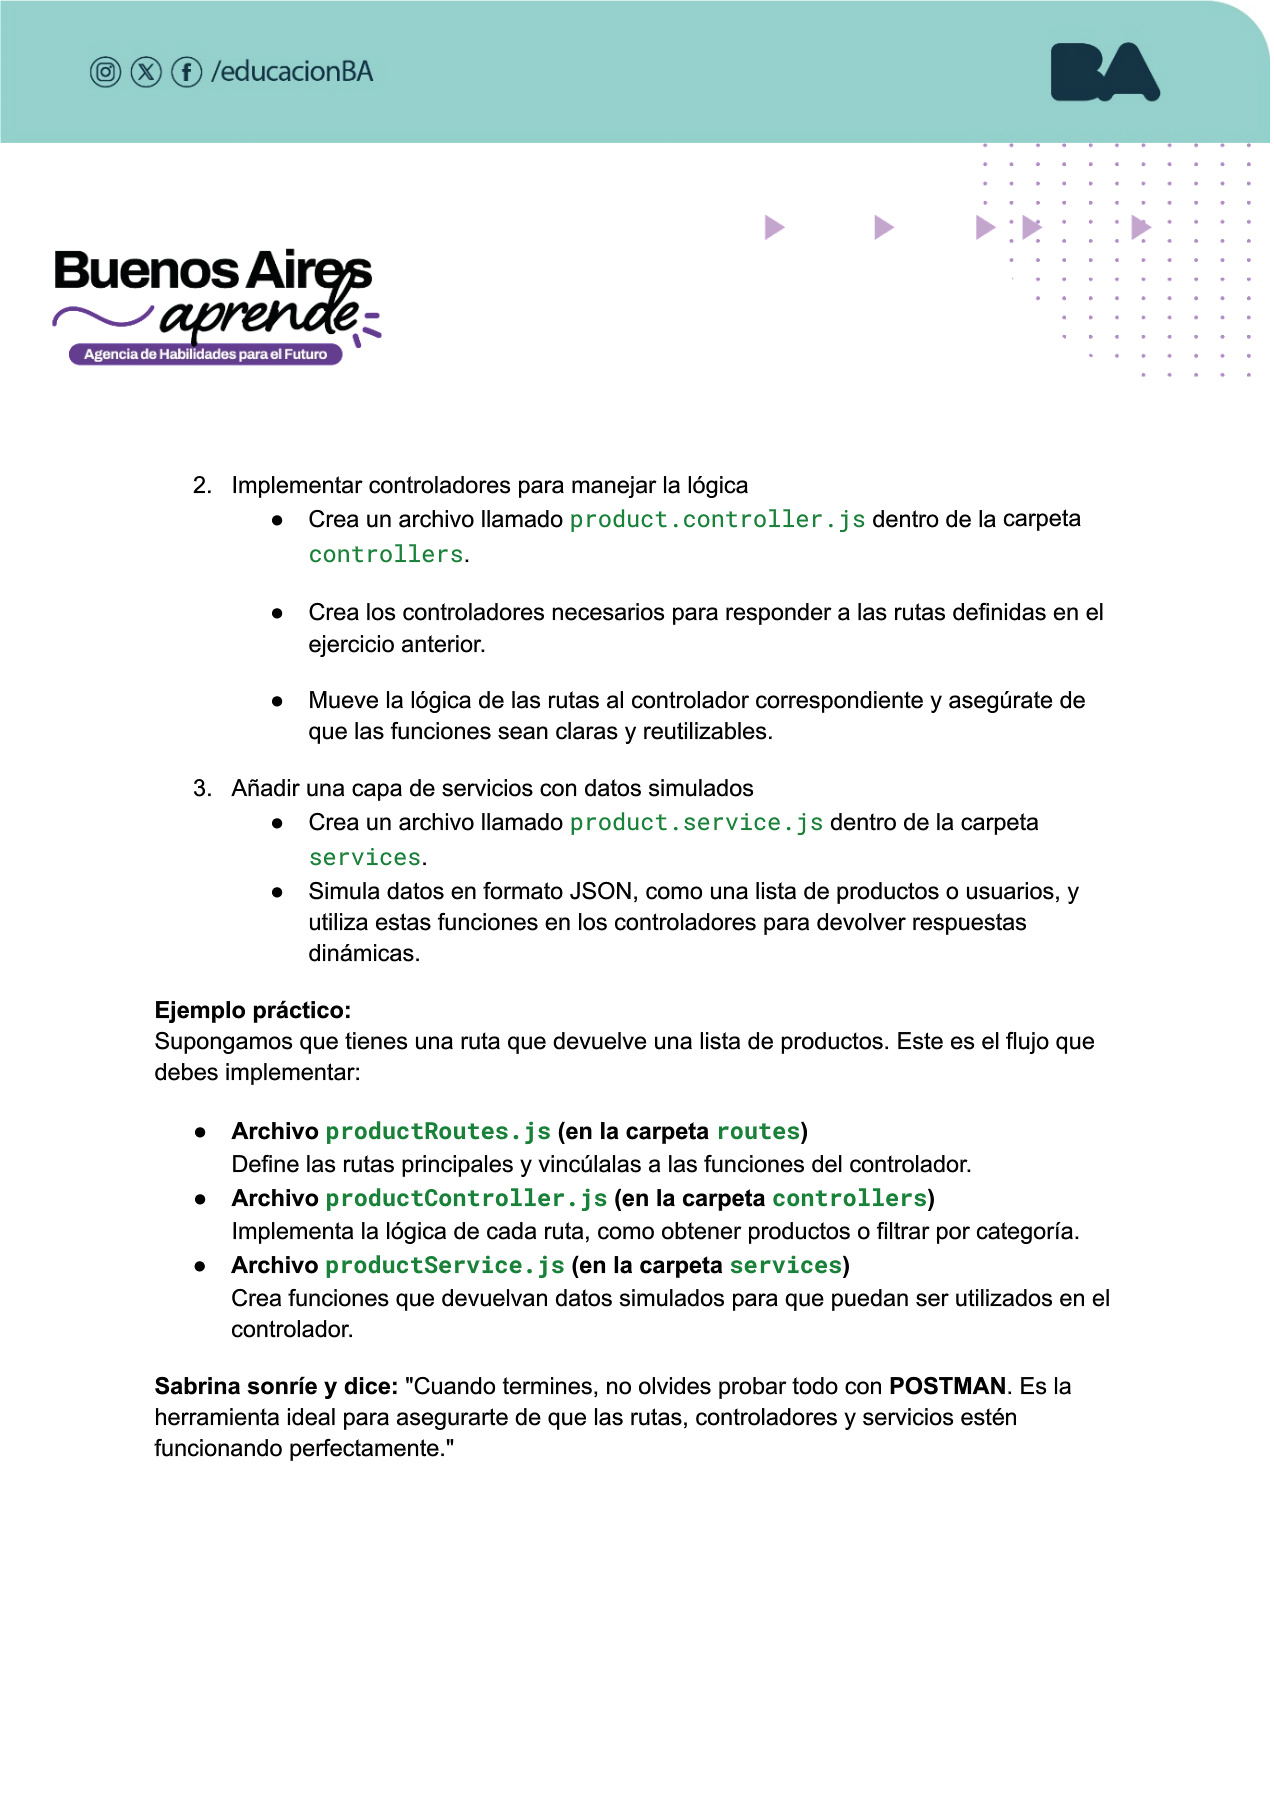 /educacionBA
BA
Buenos Aires
aprende
Agencia de Habilidades para el Futuro
2. Implementar controladores para manejar la lógica
● Crea un archivo llamado product.controller.js dentro de la carpeta
controllers.
● Crea los controladores necesarios para responder a las rutas definidas en el
ejercicio anterior.
● Mueve la lógica de las rutas al controlador correspondiente y asegúrate de
que las funciones sean claras y reutilizables.
3. Añadir una capa de servicios con datos simulados
● Crea un archivo llamado product.service.js dentro de la carpeta
services.
● Simula datos en formato JSON, como una lista de productos o usuarios, y
utiliza estas funciones en los controladores para devolver respuestas
dinámicas.
Ejemplo práctico:
Supongamos que tienes una ruta que devuelve una lista de productos. Este es el flujo que
debes implementar:
● Archivo productRoutes.js (en la carpeta routes)
Define las rutas principales y vincúlalas a las funciones del controlador.
● Archivo productController.js (en la carpeta controllers)
Implementa la lógica de cada ruta, como obtener productos o filtrar por categoría.
● Archivo productService.js (en la carpeta services)
Crea funciones que devuelvan datos simulados para que puedan ser utilizados en el
controlador.
Sabrina sonríe y dice: "Cuando termines, no olvides probar todo con POSTMAN. Es la
herramienta ideal para asegurarte de que las rutas, controladores y servicios estén
funcionando perfectamente."